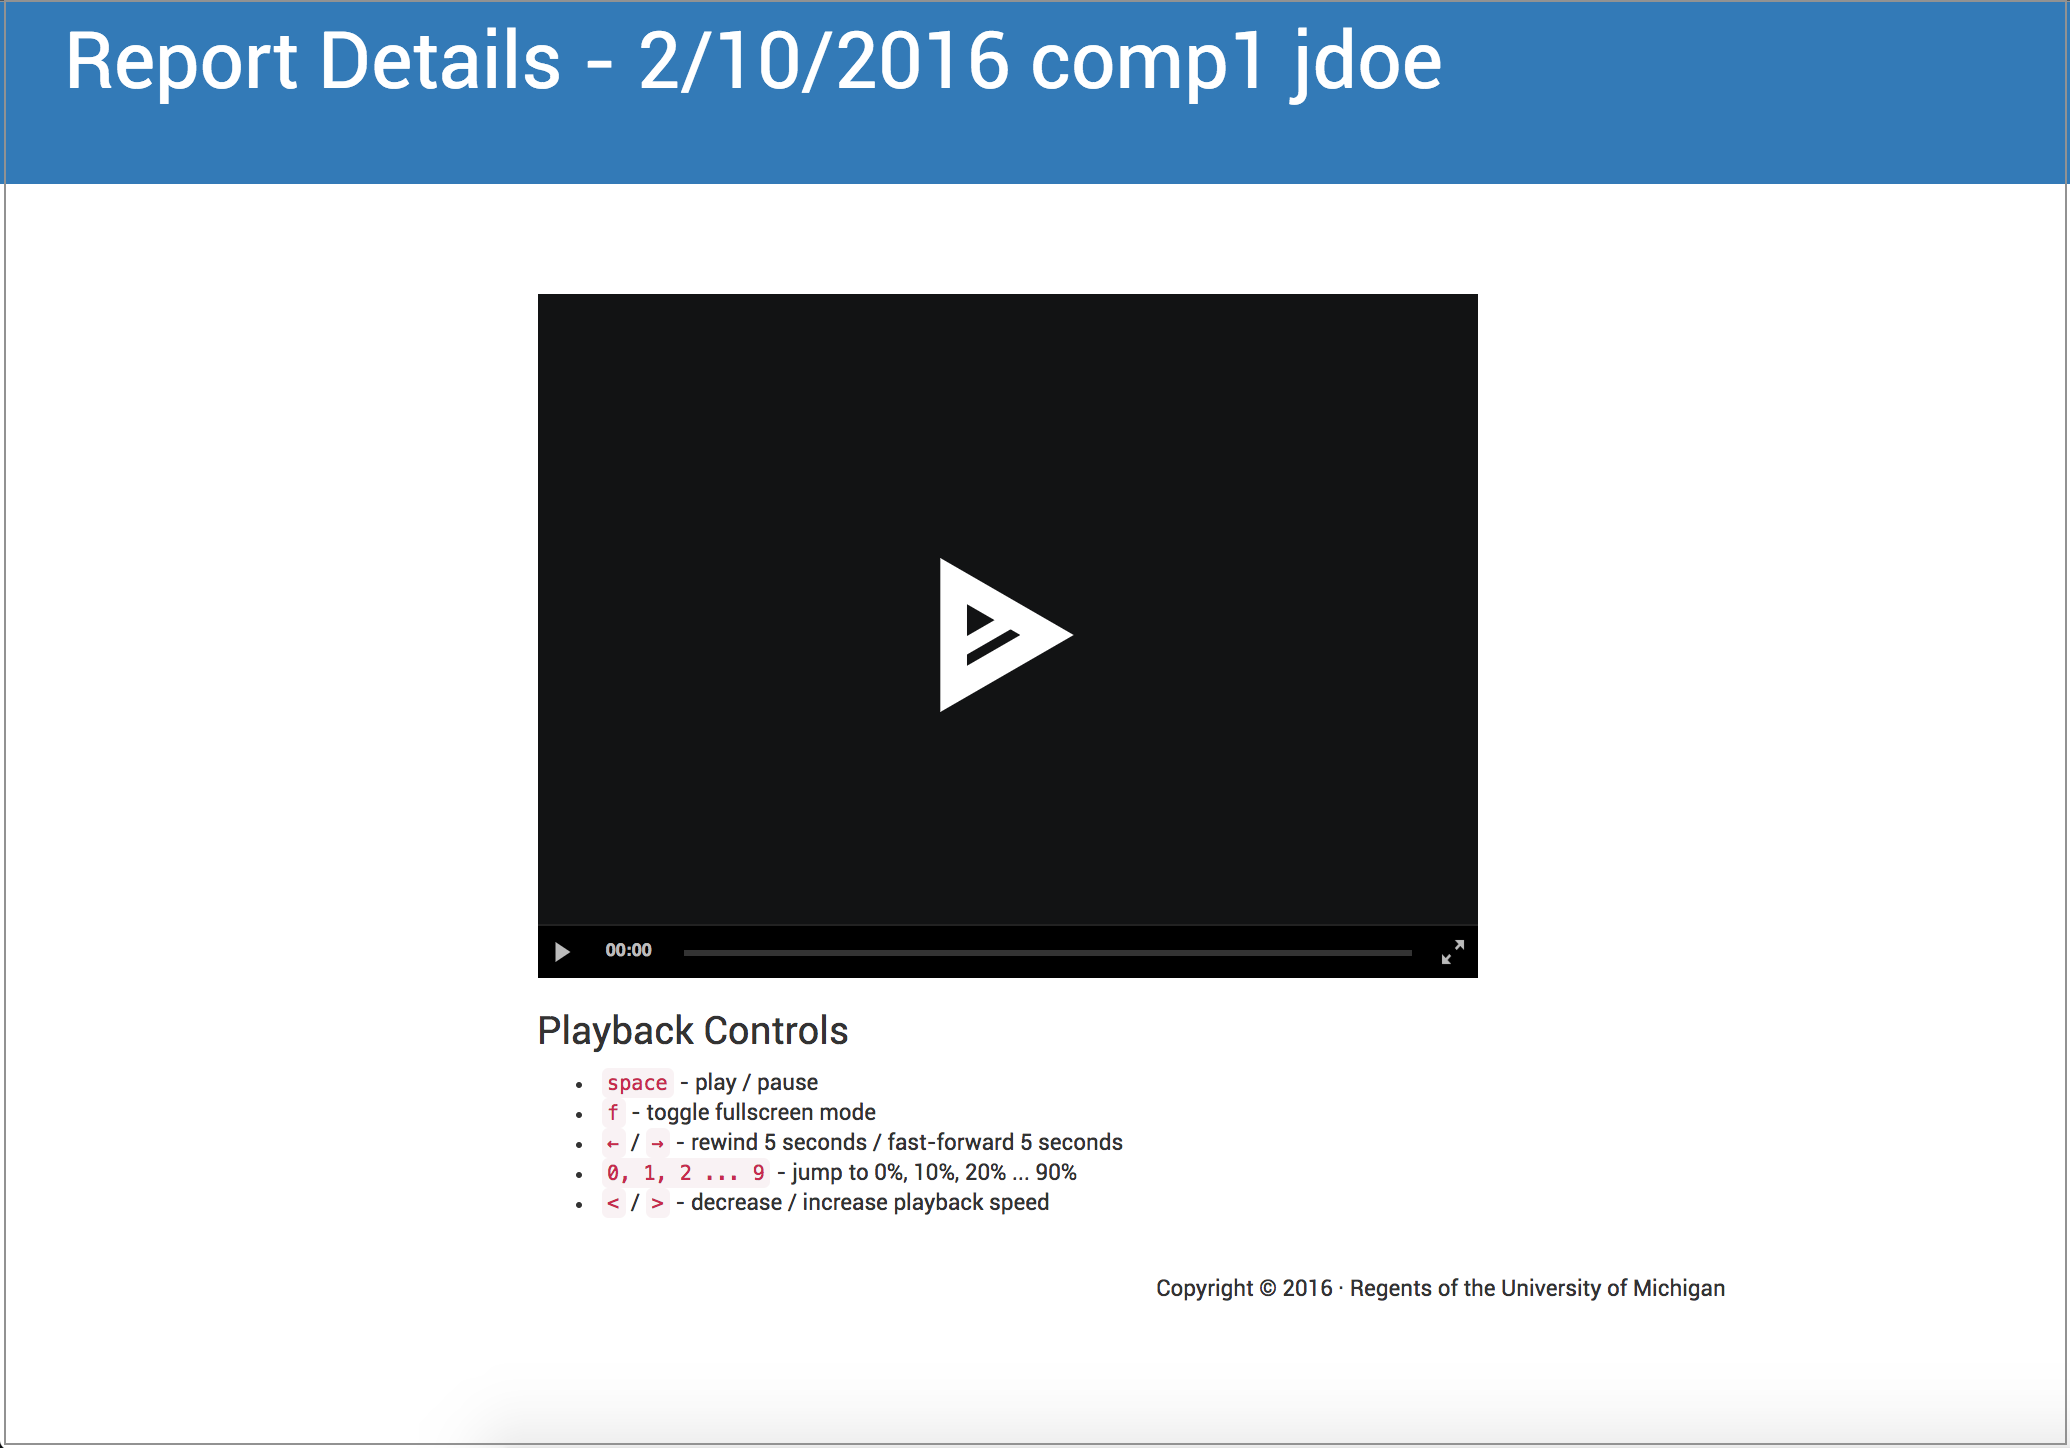 Report Details - 2/10/2016 comp1 jdoe
00:00
Playback Controls
space - play / pause
f - toggle fullscreen mode
← / → - rewind 5 seconds / fast-forward 5 seconds
0, 1, 2 ... 9 - jump to 0%, 10%, 20% ... 90%
< / > - decrease / increase playback speed
Copyright © 2016 · Regents of the University of Michigan